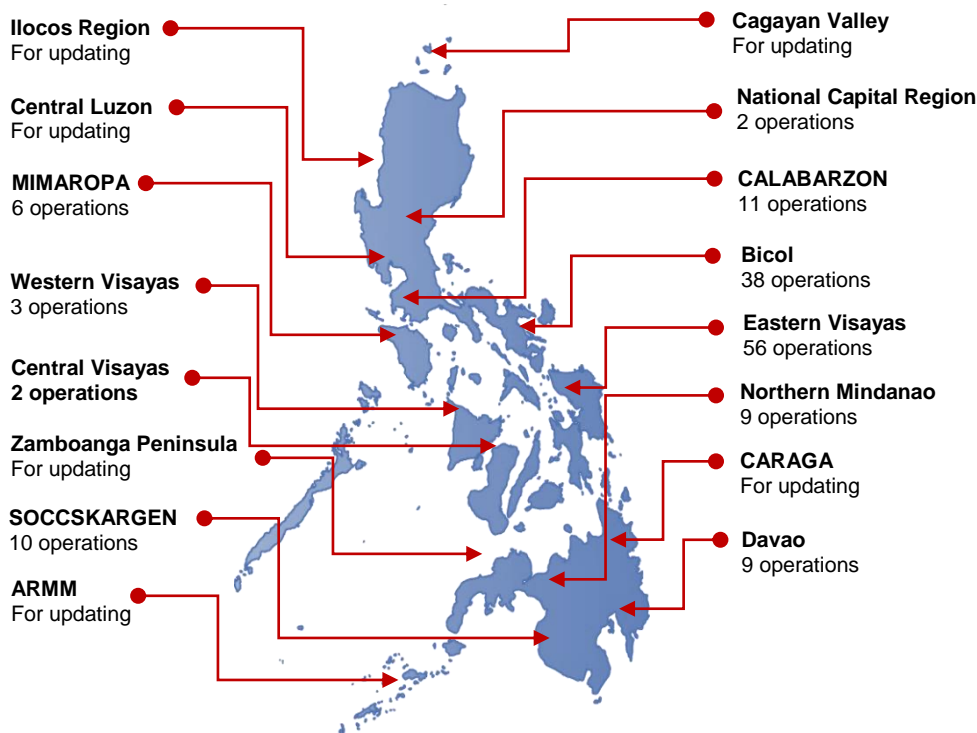 Ilocos Region
For updating
Central Luzon
For updating
MIMAROPA
6 operations
Western Visayas
3 operations
Central Visayas
2 operations
Zamboanga Peninsula
For updating
SOCCSKARGEN
10 operations
ARMM
For updating
Cagayan Valley
For updating
National Capital Region
2 operations
CALABARZON
11 operations
Bicol
38 operations
Eastern Visayas
56 operations
Northern Mindanao
9 operations
CARAGA
For updating
Davao
9 operations